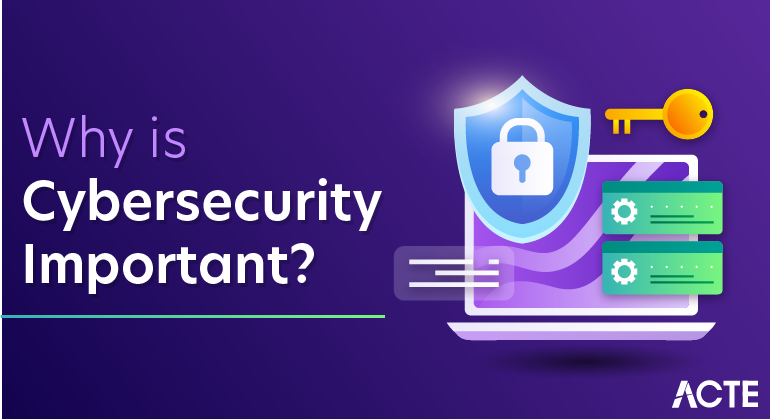 Why is
Cybersecurity
Important?
ACTE